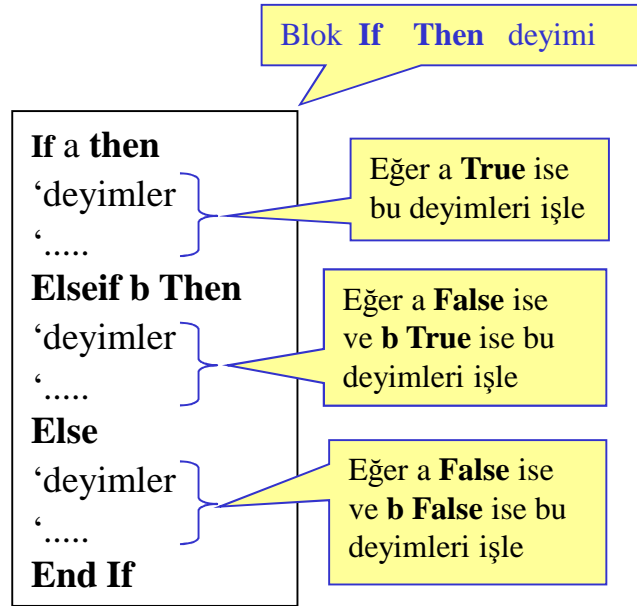 Blok If Then deyimi
If a then
‘deyimler
‘.....
Elseif b Then
‘deyimler
‘.....
Else
‘deyimler
‘.....
End If
Eğer a True ise
bu deyimleri işle
Eğer a False ise
ve b True ise bu
deyimleri işle
Eğer a False ise
ve b False ise bu
deyimleri işle